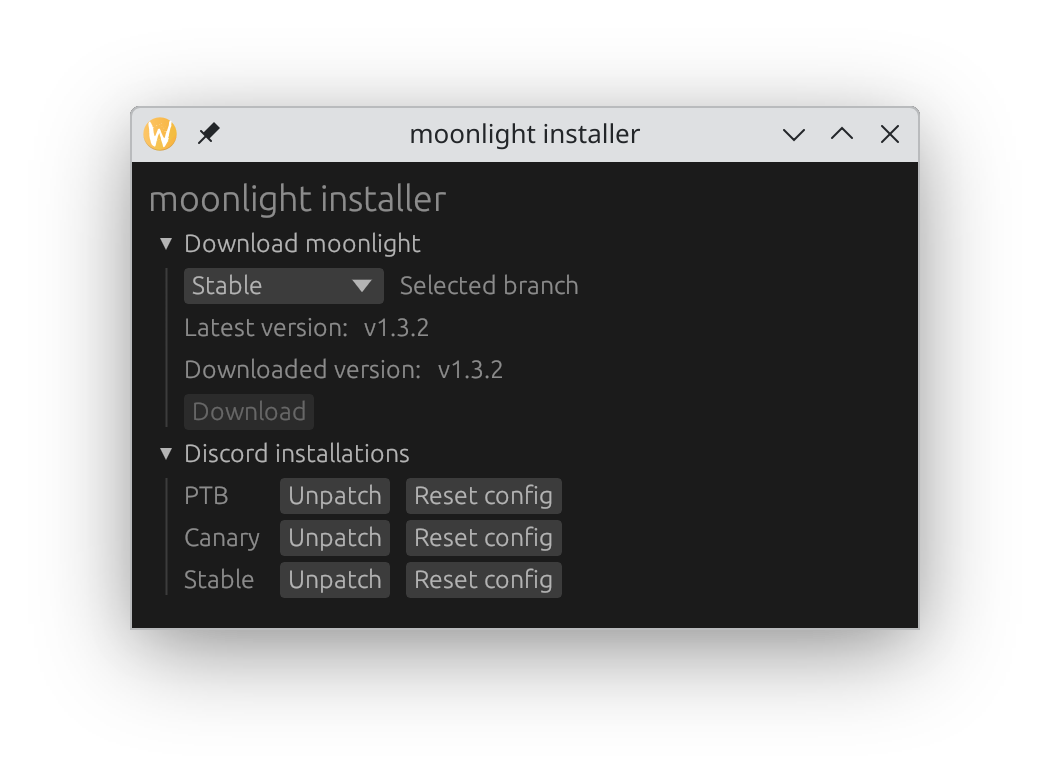 moonlight installer
moonlight installer
Download moonlight
Stable Selected branch
Latest version: v1.3.2
Downloaded version: v1.3.2
Download
Discord installations
PTB Unpatch Reset config
Canary Unpatch Reset config
Stable Unpatch Reset config